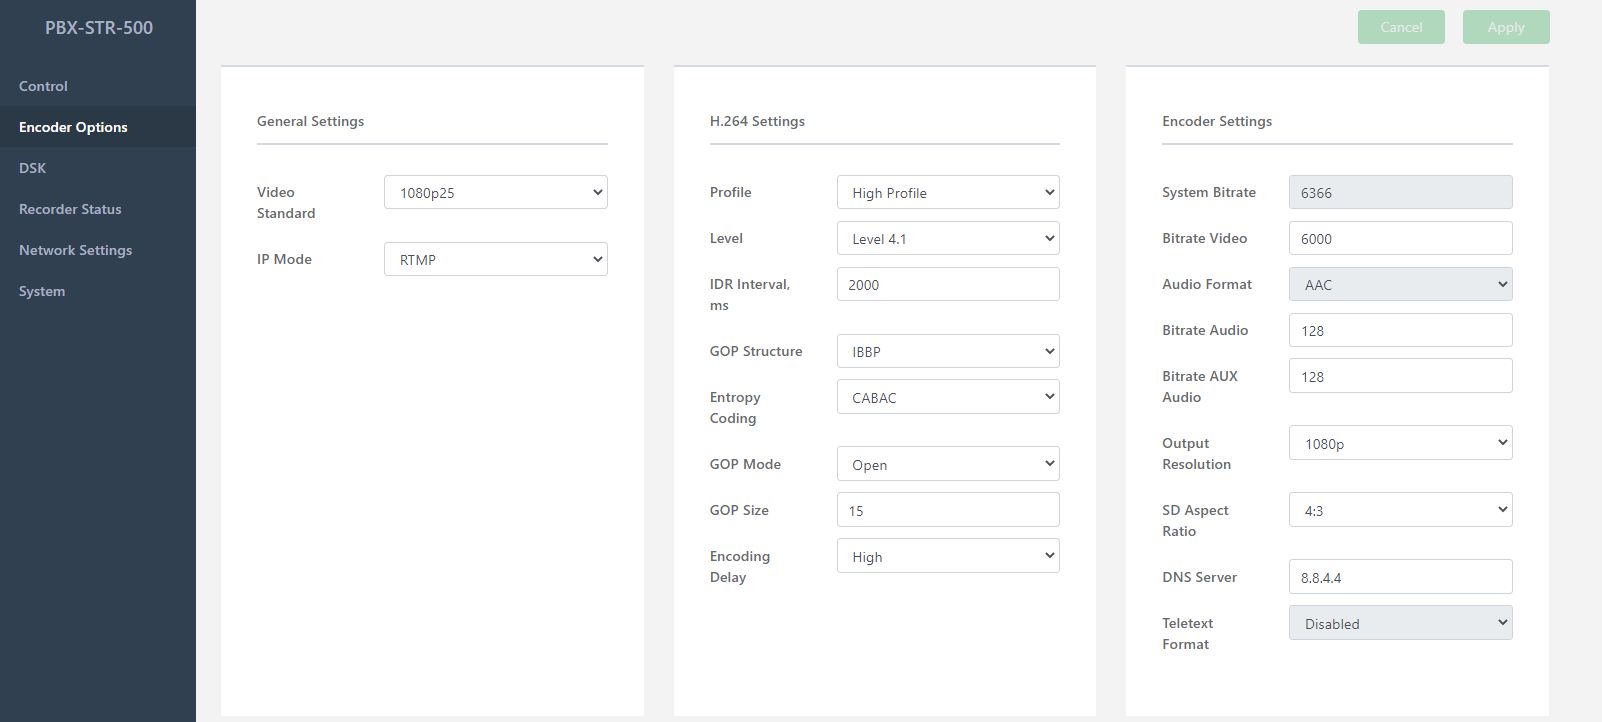 PBX-STR-500
Cancel
Apply
Control
Encoder Options
DSK
Recorder Status
Network Settings
System
General Settings
Video
Standard
1080p25
IP Mode
RTMP
H.264 Settings
Profile
High Profile
Level
Level 4.1
IDR Interval,
ms
2000
GOP Structure
IBBP
Entropy
Coding
CABAC
GOP Mode
Open
GOP Size
15
Encoding
Delay
High
Encoder Settings
System Bitrate
6366
Bitrate Video
6000
Audio Format
AAC
Bitrate Audio
128
Bitrate AUX
Audio
128
Output
Resolution
1080p
SD Aspect
Ratio
4:3
DNS Server
8.8.4.4
Teletext
Format
Disabled